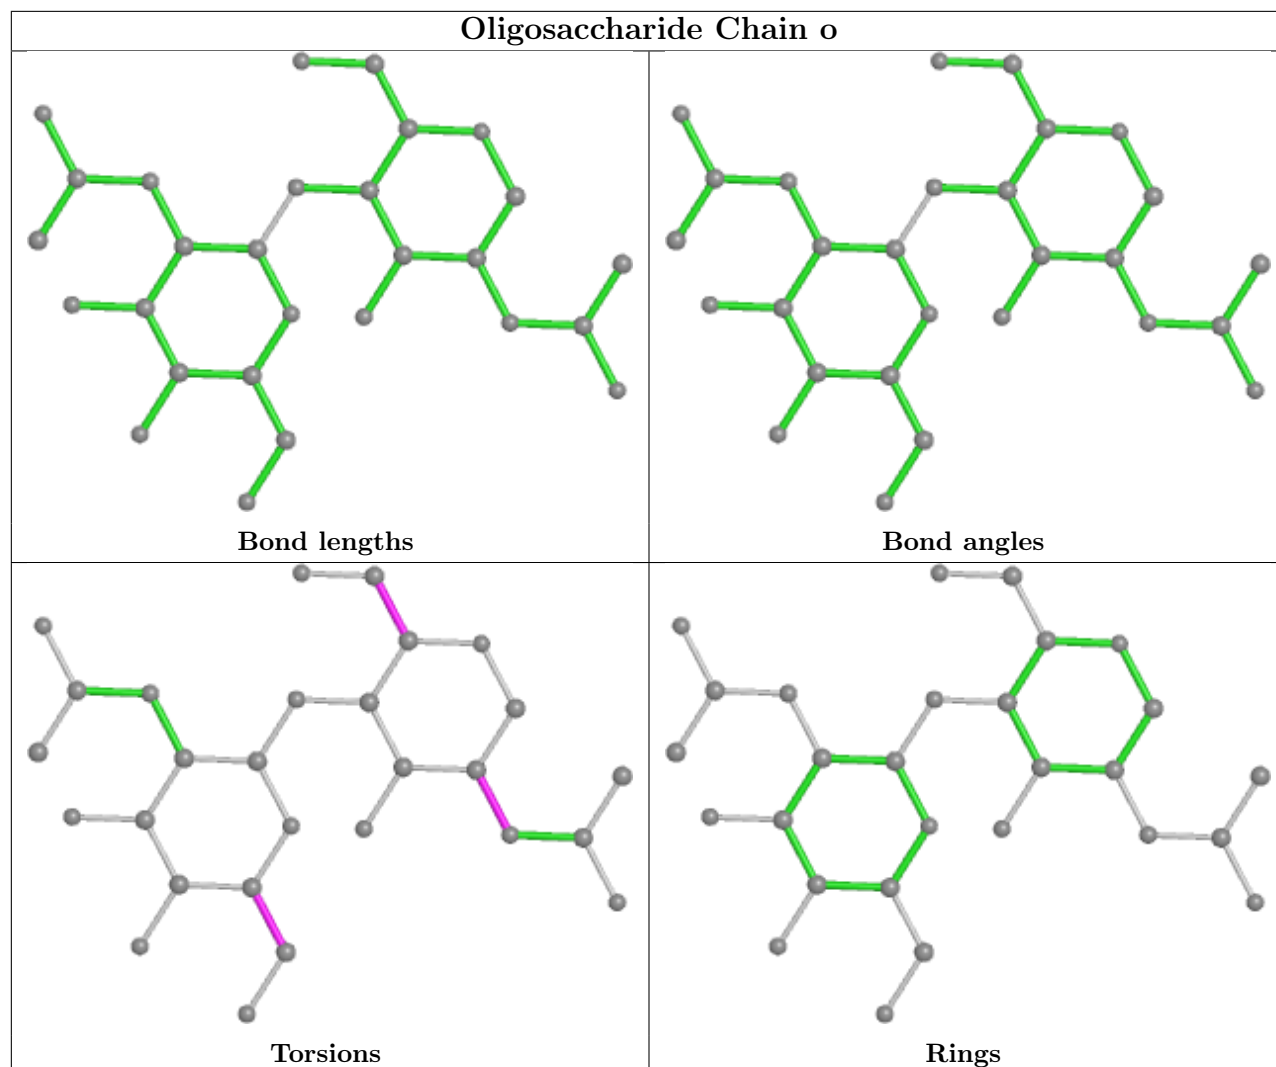 Oligosaccharide Chain o
Bond lengths
Bond angles
Torsions
Rings